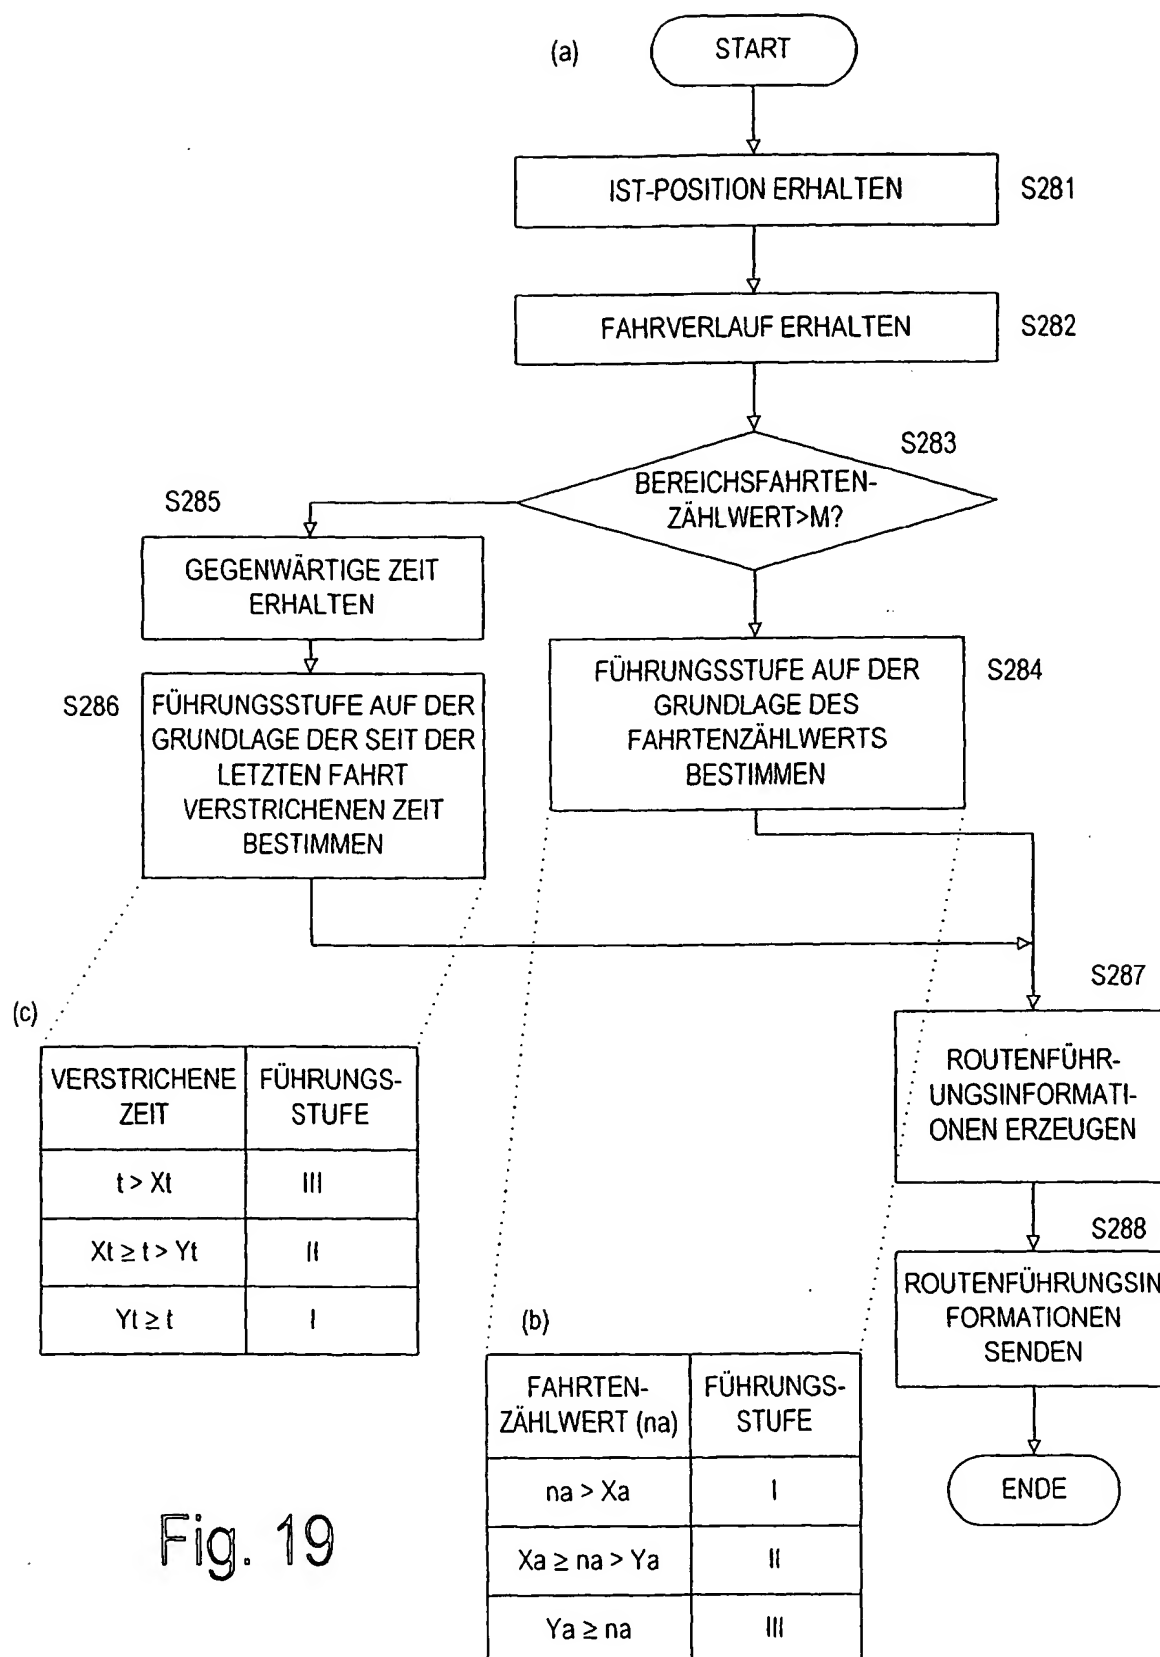 (a)
START
IST-POSITION ERHALTEN
S281
FAHRVERLAUF ERHALTEN
S282
S283
BEREICHSFAHRTEN-
ZÄHLWERT>M?
S285
GEGENWÄRTIGE ZEIT
ERHALTEN
S284
FÜHRUNGSSTUFE AUF DER
GRUNDLAGE DES
FAHRTENZÄHLWERTS
BESTIMMEN
S286
FÜHRUNGSSTUFE AUF DER
GRUNDLAGE DER SEIT DER
LETZTEN FAHRT
VERSTRICHENEN ZEIT
BESTIMMEN
S287
ROUTENFÜHR-
UNGSINFORMATI-
ONEN ERZEUGEN
S288
ROUTENFÜHRUNGSIN
FORMATIONEN
SENDEN
ENDE
(c)
VERSTRICHENE
ZEIT
FÜHRUNGS-
STUFE
t > Xt
III
Xt ≥ t > Yt
II
Yt ≥ t
I
(b)
FAHRTEN-
ZÄHLWERT (na)
FÜHRUNGS-
STUFE
na > Xa
I
Xa ≥ na > Ya
II
Ya ≥ na
III
Fig. 19